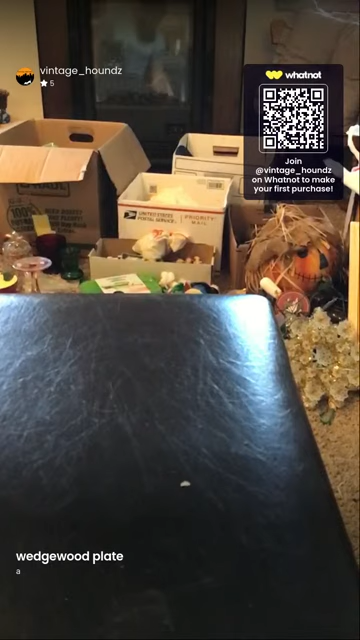 vintage_houndz
5
whatnot
Join
@vintage_houndz
on Whatnot to make
your first purchase!
UNITED STATES
POSTAL SERVICE
PRIORITY
MAIL
100%
wedgewood plate
a